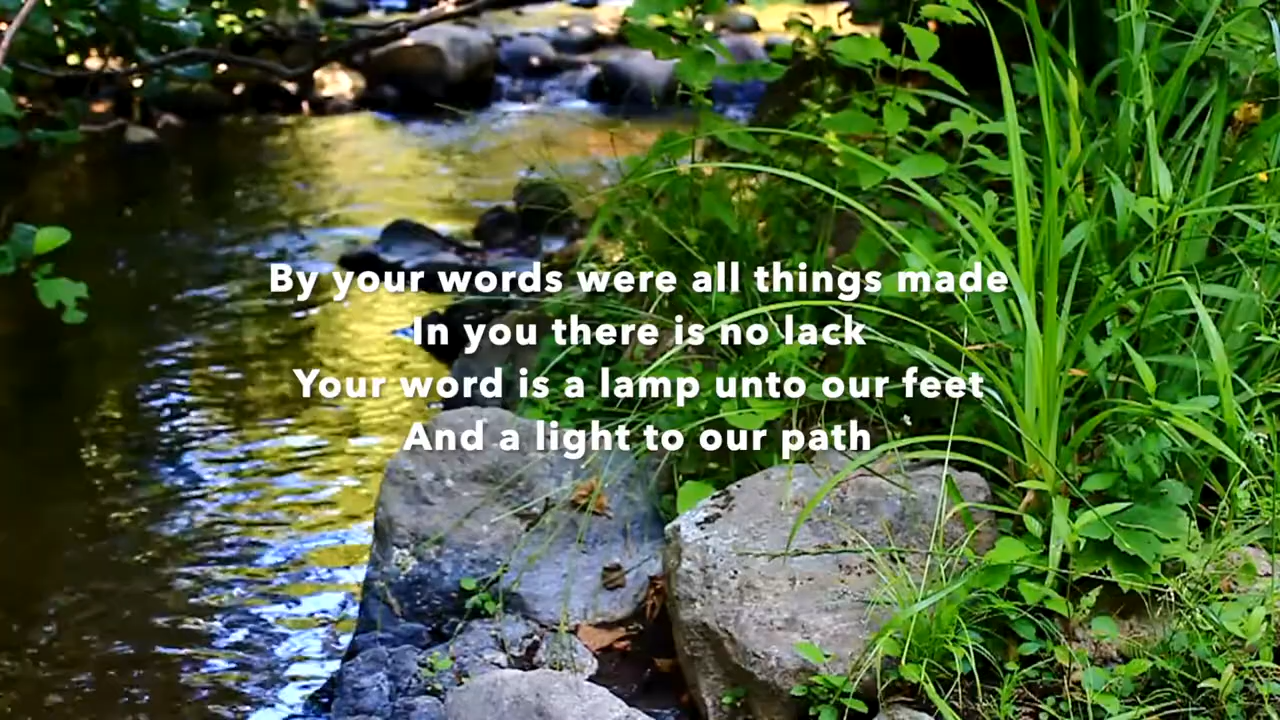 By your words were all things made
In you there is no lack
Your word is a lamp unto our feet
And a light to our path